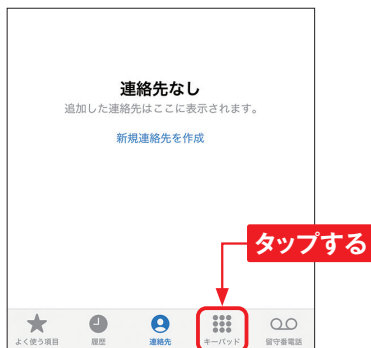 連絡先なし
追加した連絡先はここに表示されます。
新規連絡先を作成
タップする
よく使う項目
履歴
連絡先
キーパッド
留守番電話